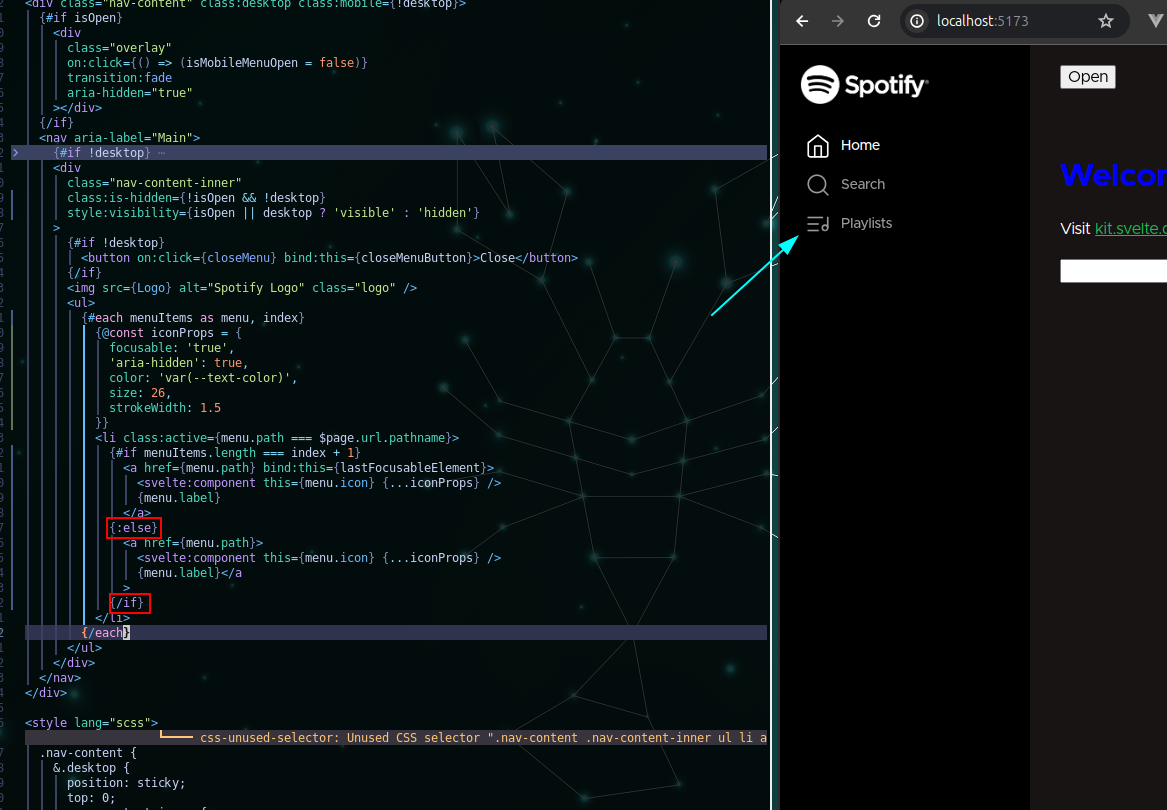 <div class="nav-content" class:desktop class:mobile={!desktop}>
{#if isOpen}
<div
class="overlay"
on:click={() => (isMobileMenuOpen = false)}
transition:fade
aria-hidden="true"
></div>
{/if}
<nav aria-label="Main">
> {#if !desktop} ⋯
<div
class="nav-content-inner"
class:is-hidden={!isOpen && !desktop}
style:visibility={isOpen || desktop ? 'visible' : 'hidden'}
>
{#if !desktop}
<button on:click={closeMenu} bind:this={closeMenuButton}>Close</button>
{/if}
<img src={Logo} alt="Spotify Logo" class="logo" />
<ul>
{#each menuItems as menu, index}
{@const iconProps = {
focusable: 'true',
'aria-hidden': true,
color: 'var(--text-color)',
size: 26,
strokeWidth: 1.5
}}
<li class:active={menu.path === $page.url.pathname}>
{#if menuItems.length === index + 1}
<a href={menu.path} bind:this={lastFocusableElement}>
<svelte:component this={menu.icon} {...iconProps} />
{menu.label}
</a>
{:else}
<a href={menu.path}>
<svelte:component this={menu.icon} {...iconProps} />
{menu.label}</a
>
{/if}
</li>
{/each}
</ul>
</div>
</nav>
</div>
<style lang="scss">
css-unused-selector: Unused CSS selector ".nav-content .nav-content-inner ul li a
.nav-content {
&.desktop {
position: sticky;
top: 0;
localhost:5173
Spotify®
Home
Search
Playlists
Open
Welcom
Visit kit.svelte.d